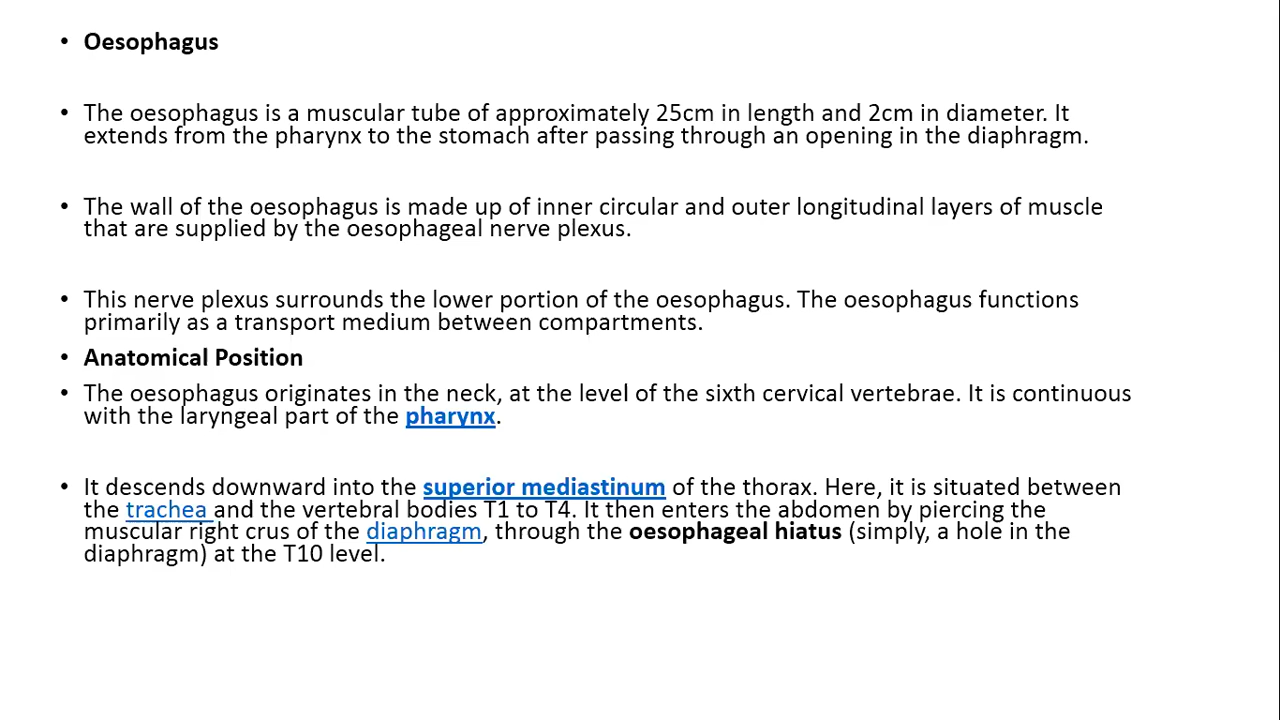 • Oesophagus
• The oesophagus is a muscular tube of approximately 25cm in length and 2cm in diameter. It
extends from the pharynx to the stomach after passing through an opening in the diaphragm.
• The wall of the oesophagus is made up of inner circular and outer longitudinal layers of muscle
that are supplied by the oesophageal nerve plexus.
• This nerve plexus surrounds the lower portion of the oesophagus. The oesophagus functions
primarily as a transport medium between compartments.
• Anatomical Position
• The oesophagus originates in the neck, at the level of the sixth cervical vertebrae. It is continuous
with the laryngeal part of the pharynx.
• It descends downward into the superior mediastinum of the thorax. Here, it is situated between
the trachea and the vertebral bodies T1 to T4. It then enters the abdomen by piercing the
muscular right crus of the diaphragm, through the oesophageal hiatus (simply, a hole in the
diaphragm) at the T10 level.